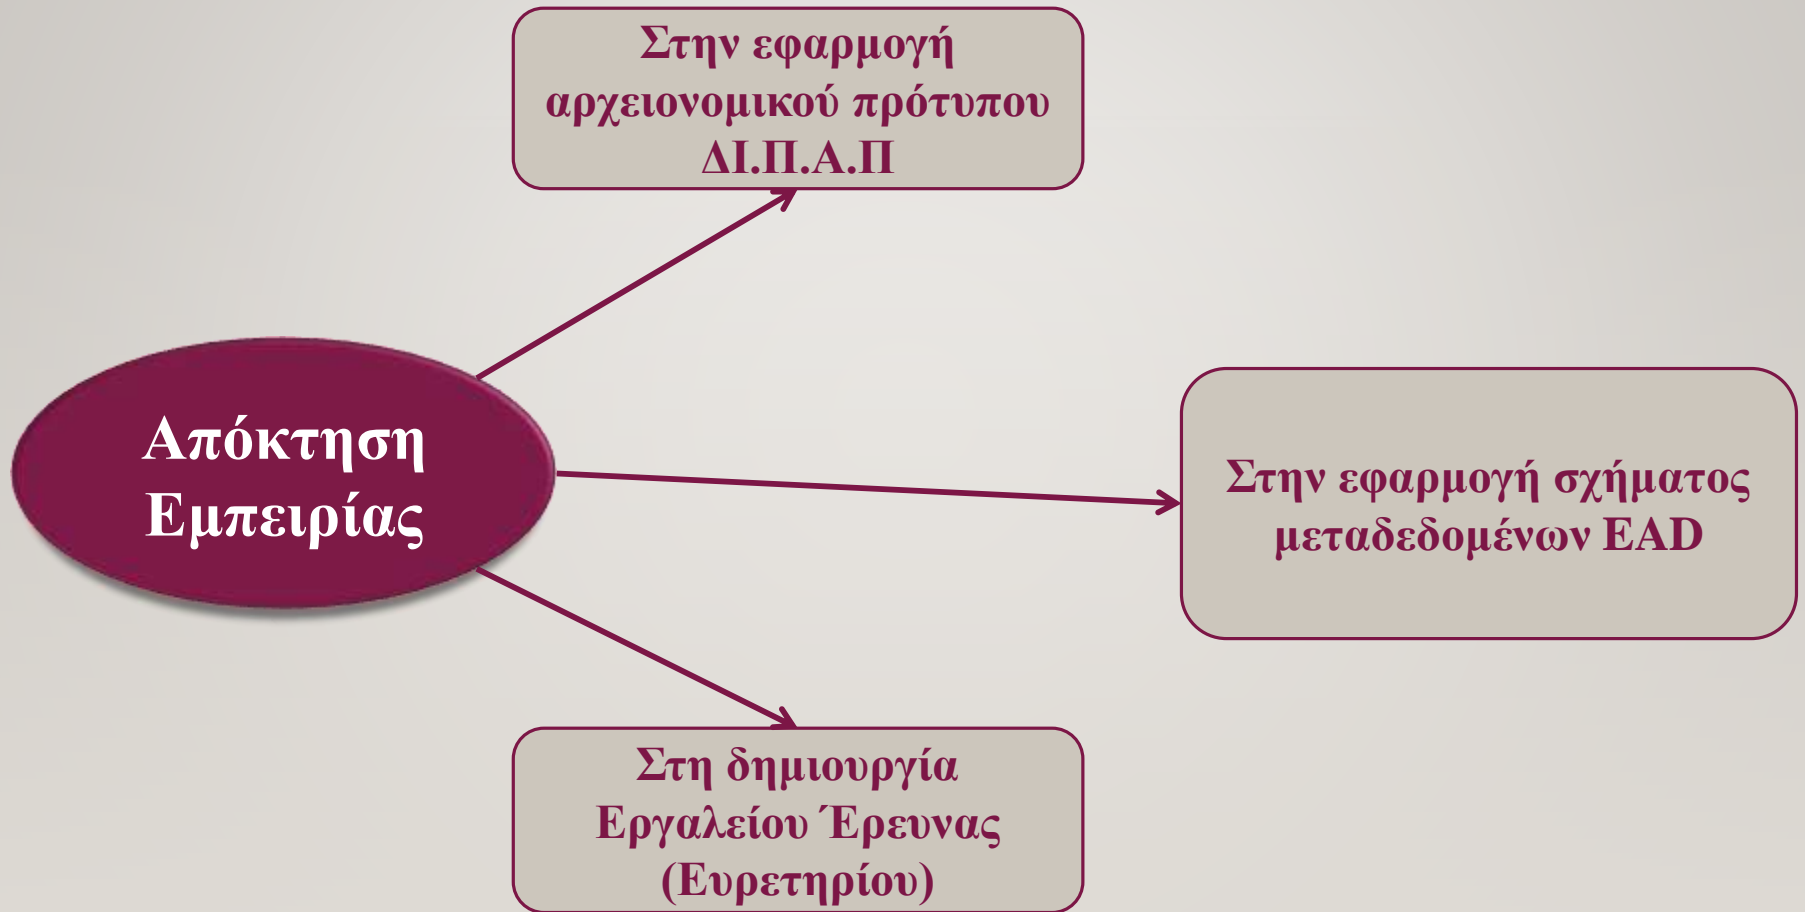 Στην εφαρμογή
αρχειονομικού πρότυπου
ΔΙ.Π.Α.Π
Απόκτηση
Εμπειρίας
Στην εφαρμογή σχήματος
μεταδεδομένων EAD
Στη δημιουργία
Εργαλείου Έρευνας
(Ευρετηρίου)